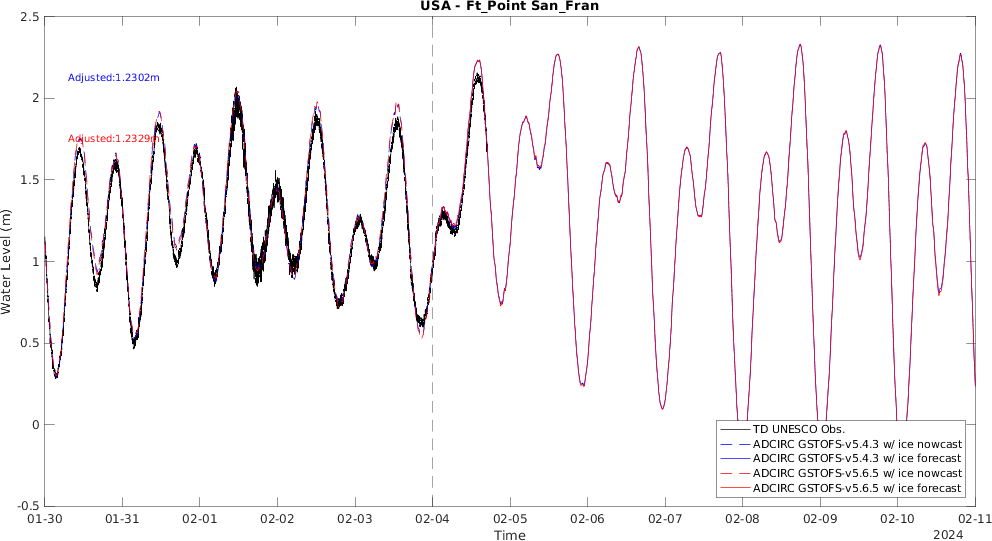 USA - Ft_Point San_Fran
2.5
2
1.5
1
0.5
0
-0.5
Water Level (m)
Adjusted:1.2302m
Adjusted:1.2329m
TD UNESCO Obs.
ADCIRC GSTOFS-v5.4.3 w/ ice nowcast
ADCIRC GSTOFS-v5.4.3 w/ ice forecast
ADCIRC GSTOFS-v5.6.5 w/ ice nowcast
ADCIRC GSTOFS-v5.6.5 w/ ice forecast
01-30 01-31 02-01 02-02 02-03 02-04 02-05 02-06 02-07 02-08 02-09 02-10 02-11
Time
2024